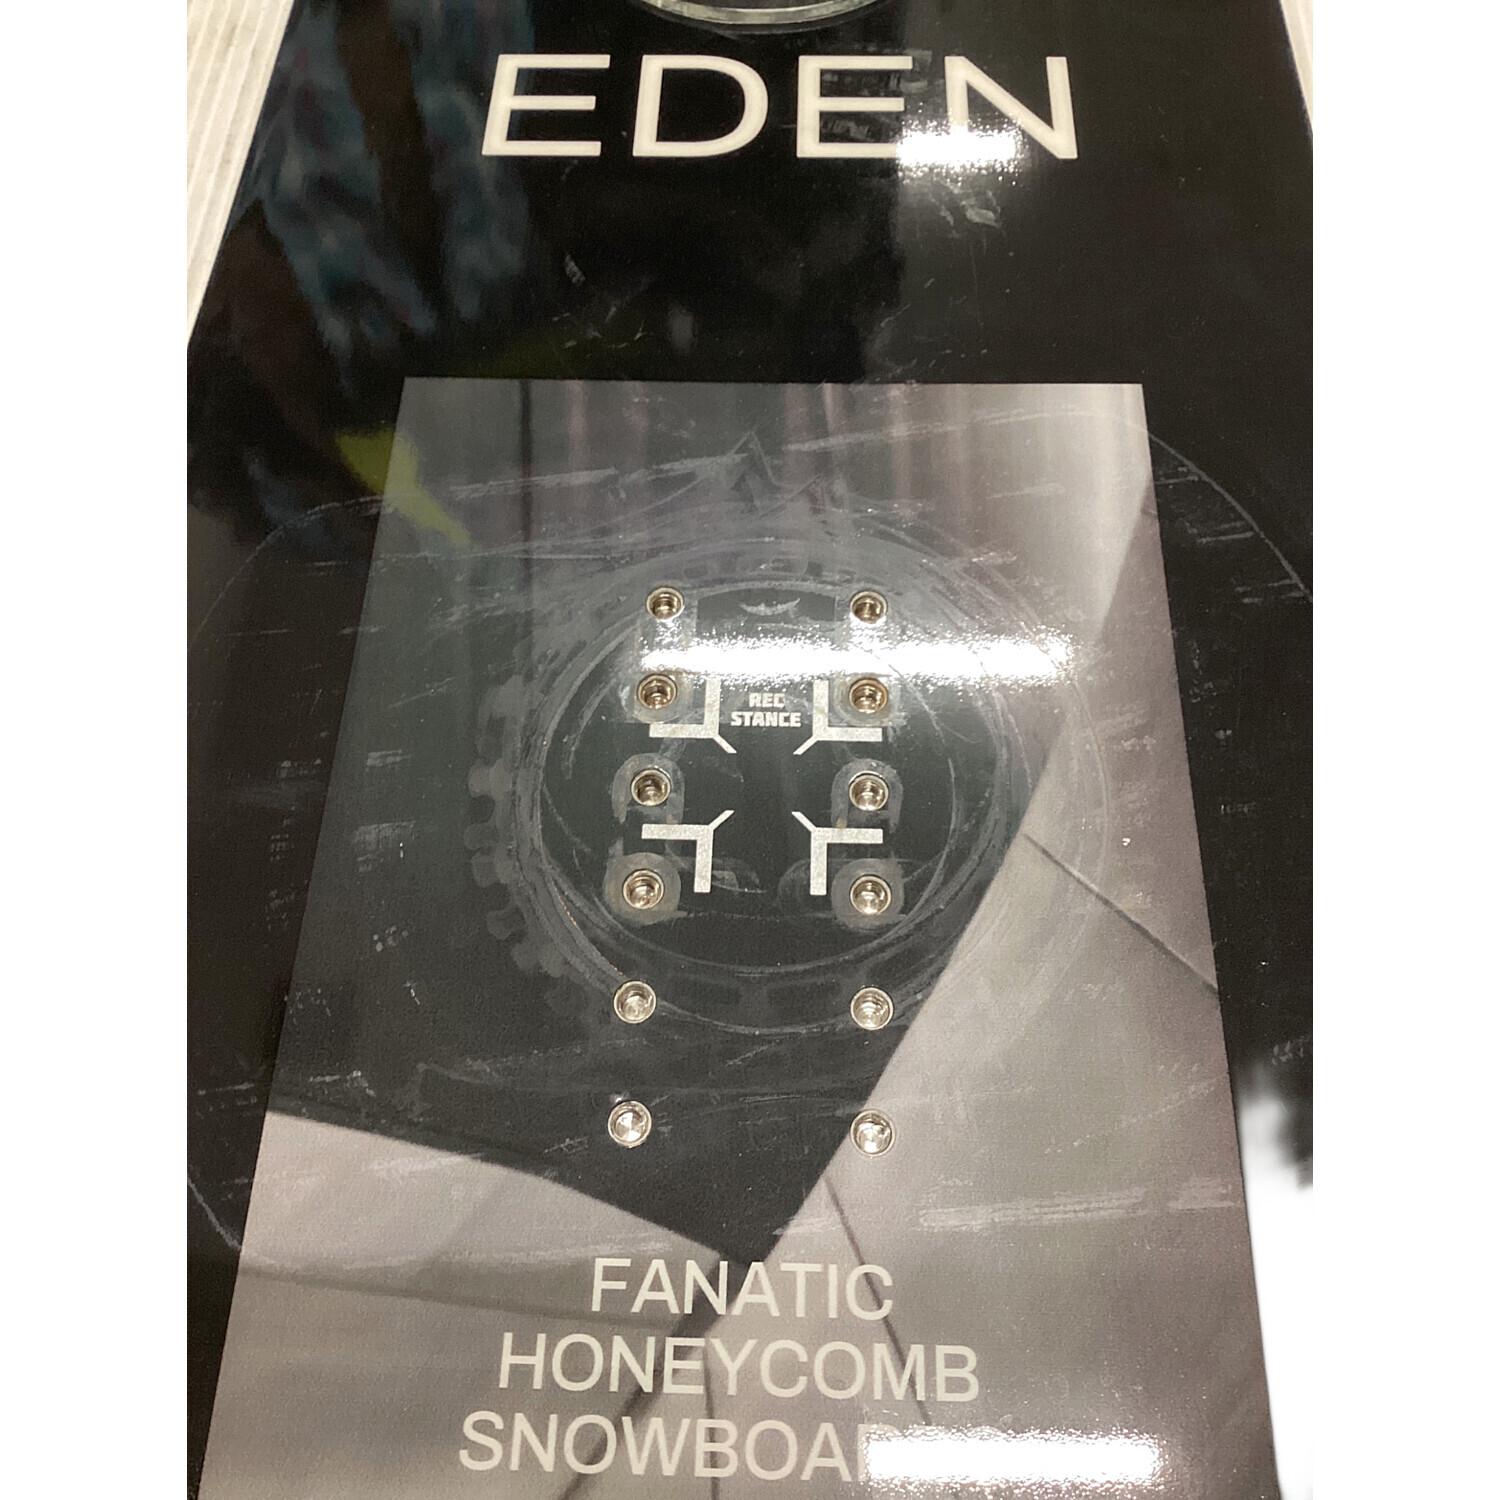 EDEN
REC
STANCE
FANATIC
HONEYCOMB